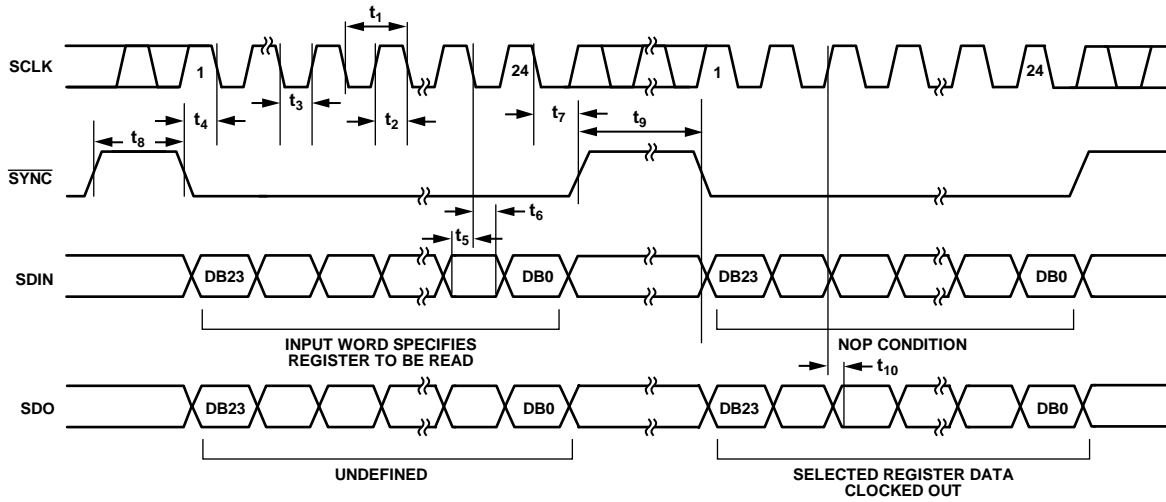 t1
SCLK
1
24
1
24
t3
t4
t2
t7
t9
t8
SYNC
t6
t5
SDIN
DB23
DB0
DB23
DB0
INPUT WORD SPECIFIES
REGISTER TO BE READ
NOP CONDITION
t10
SDO
DB23
DB0
DB23
DB0
UNDEFINED
SELECTED REGISTER DATA
CLOCKED OUT